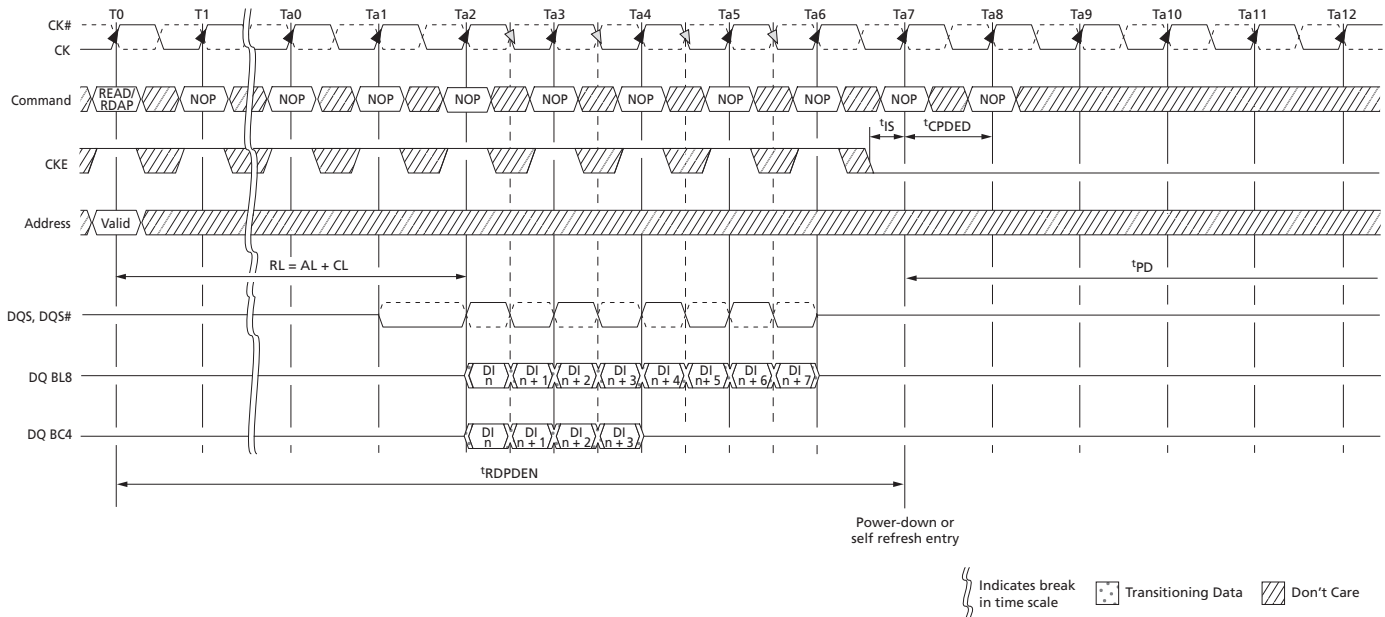 T0 T1 Ta0 Ta1 Ta2 Ta3 Ta4 Ta5 Ta6 Ta7 Ta8 Ta9 Ta10 Ta11 Ta12
CK#
CK
Command READ/ RDAP NOP NOP NOP NOP NOP NOP NOP NOP NOP NOP
tIS tCPDED
CKE
Address Valid
RL = AL + CL tPD
DQS, DQS#
DQ BL8 DI n DI n + 1 DI n + 2 DI n + 3 DI n + 4 DI n+ 5 DI n + 6 DI n + 7
DQ BC4 DI n DI n + 1 DI n + 2 DI n + 3
tRDPDEN
Power-down or
self refresh entry
Indicates break
in time scale
Transitioning Data
Don't Care